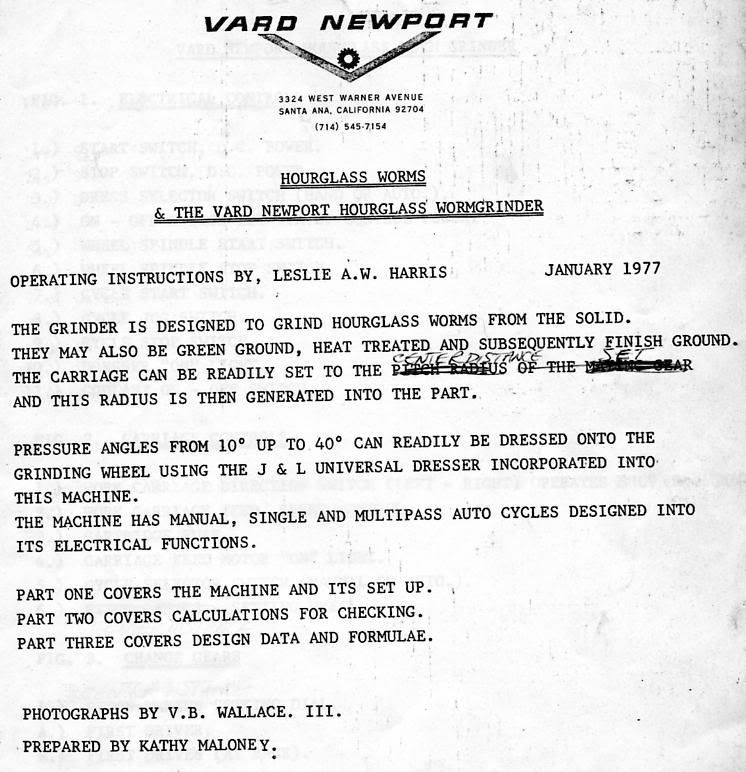 VARD NEWPORT
3324 WEST WARNER AVENUE
SANTA ANA, CALIFORNIA 92704
(714) 545-7154
HOURGLASS WORMS
& THE VARD NEWPORT HOURGLASS WORMGRINDER
OPERATING INSTRUCTIONS BY, LESLIE A.W. HARRIS JANUARY 1977
THE GRINDER IS DESIGNED TO GRIND HOURGLASS WORMS FROM THE SOLID.
THEY MAY ALSO BE GREEN GROUND, HEAT TREATED AND SUBSEQUENTLY FINISH GROUND.
CENTER DISTANCE SET
THE CARRIAGE CAN BE READILY SET TO THE PITCH RADIUS OF THE MATING GEAR
AND THIS RADIUS IS THEN GENERATED INTO THE PART.
PRESSURE ANGLES FROM 10° UP TO 40° CAN READILY BE DRESSED ONTO THE
GRINDING WHEEL USING THE J & L UNIVERSAL DRESSER INCORPORATED INTO
THIS MACHINE.
THE MACHINE HAS MANUAL, SINGLE AND MULTIPASS AUTO CYCLES DESIGNED INTO
ITS ELECTRICAL FUNCTIONS.
PART ONE COVERS THE MACHINE AND ITS SET UP.
PART TWO COVERS CALCULATIONS FOR CHECKING.
PART THREE COVERS DESIGN DATA AND FORMULAE.
PHOTOGRAPHS BY V.B. WALLACE. III.
PREPARED BY KATHY MALONEY.